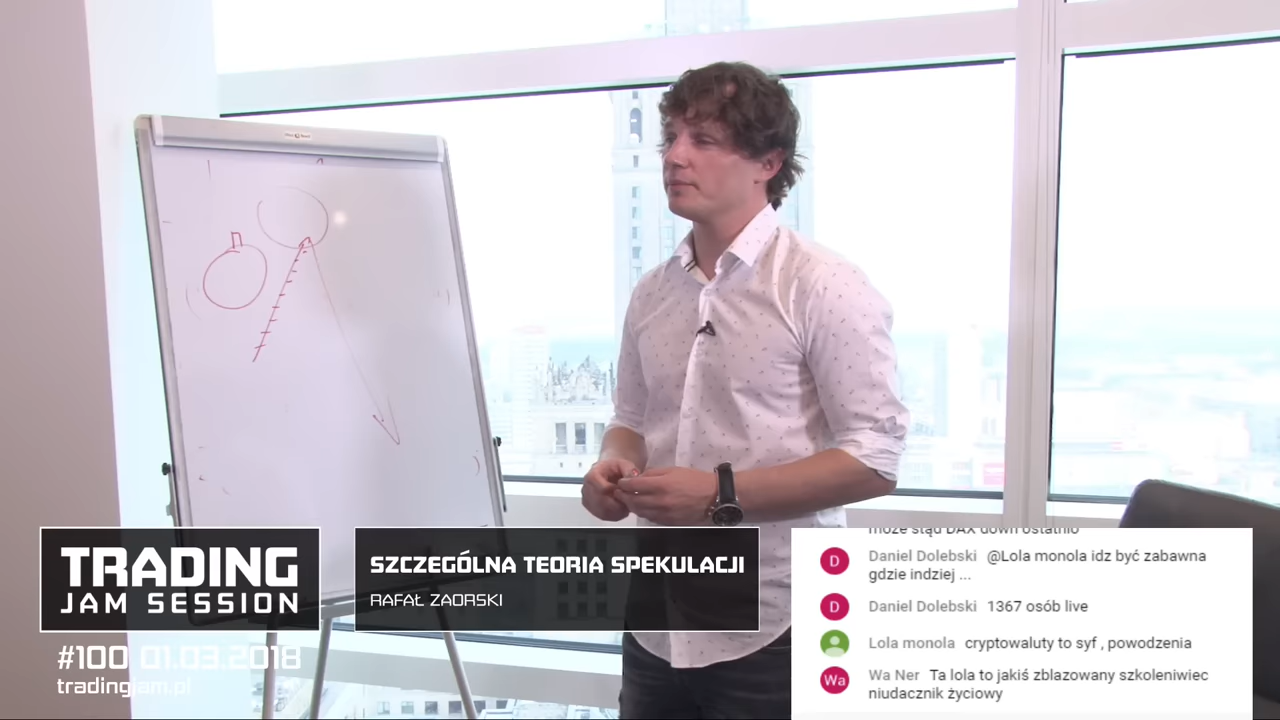 n
TRADING
JAM SESSION
SZCZEGÓLNA TEORIA SPEKULACJI
RAFAŁ ZAORSKI
#100 01.03.2018
tradingjam.pl
może stąd DAX down ostatnio
Daniel Dolebski @Lola monola idz być zabawna
gdzie indziej ...
Daniel Dolebski 1367 osób live
Lola monola cryptowaluty to syf , powodzenia
Wa Ner Ta lola to jakiś zblazowany szkoleniwiec
niudacznik życiowy
D
D
Wa